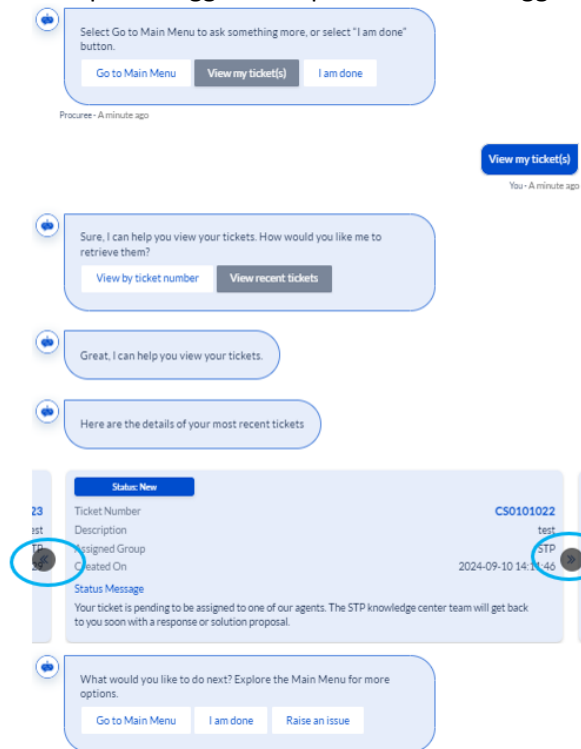 Select Go to Main Menu to ask something more, or select "I am done"
button.
Go to Main Menu View my ticket(s) I am done
Procuree - A minute ago
View my ticket(s)
You - A minute ago
Sure, I can help you view your tickets. How would you like me to
retrieve them?
View by ticket number View recent tickets
Great, I can help you view your tickets.
Here are the details of your most recent tickets
Status: New
23 Ticket Number CS0101022
est Description test
Assigned Group STP
Created On 2024-09-10 14:11:46
Status Message
Your ticket is pending to be assigned to one of our agents. The STP knowledge center team will get back
to you soon with a response or solution proposal.
What would you like to do next? Explore the Main Menu for more
options.
Go to Main Menu I am done Raise an issue